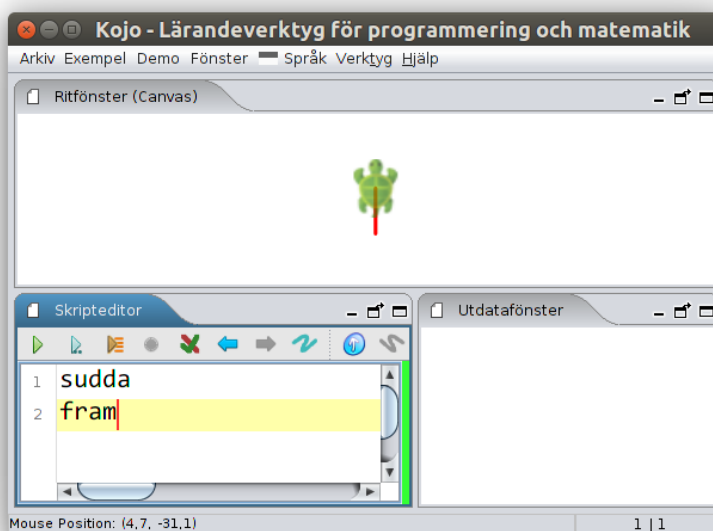 Kojo - Lärandeverktyg för programmering och matematik
Arkiv Exempel Demo Fönster Språk Verktyg Hjälp
Ritfönster (Canvas)
Skripteditor
Utdatafönster
1 sudda
2 fram
Mouse Position: (4,7, -31,1)
1|1